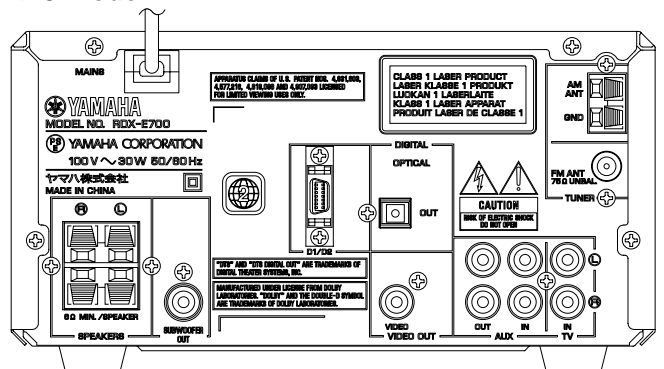 MAINS
APPARATUS CLAIMS OF U.S. PATENT NOS. 4,631,603,
4,577,216, 4,819,098 AND 4,907,093 LICENSED
FOR LIMITED VIEWING USES ONLY.
CLASS 1 LASER PRODUCT
LASER KLASSE 1 PRODUKT
LUOKAN 1 LASERLAITE
KLASS 1 LASER APPARAT
PRODUIT LASER DE CLASSE 1
AM
ANT
GND
YAMAHA
MODEL NO. RDX-E700
PS
E
YAMAHA CORPORATION
100V ～ 30W 50/60Hz
ヤマハ株式会社
MADE IN CHINA
2
DIGITAL
OPTICAL
OUT
D1/D2
FM ANT
75Ω UNBAL.
TUNER
CAUTION
RISK OF ELECTRIC SHOCK
DO NOT OPEN
R L
6Ω MIN. /SPEAKER
SPEAKERS
SUBWOOFER
OUT
"DTS" AND "DTS DIGITAL OUT" ARE TRADEMARKS OF
DIGITAL THEATER SYSTEMS, INC.
MANUFACTURED UNDER LICENSE FROM DOLBY
LABORATORIES. "DOLBY" AND THE DOUBLE-D SYMBOL
ARE TRADEMARKS OF DOLBY LABORATORIES.
VIDEO
VIDEO OUT
L
R
OUT IN
AUX
IN
TV